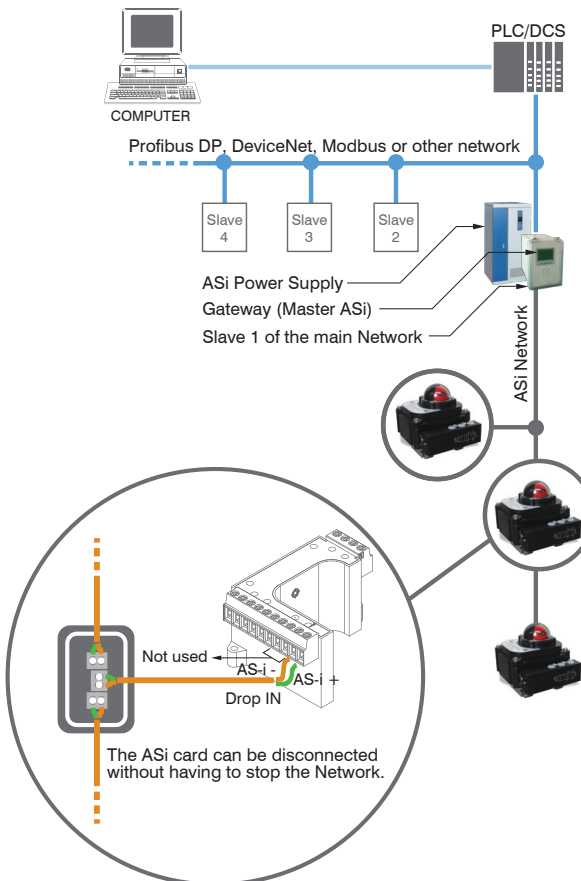 PLC/DCS
COMPUTER
Profibus DP, DeviceNet, Modbus or other network
Slave
4
Slave
3
Slave
2
ASi Power Supply
Gateway (Master ASi)
Slave 1 of the main Network
ASi Network
Not used
AS-i -
AS-i +
Drop IN
The ASi card can be disconnected
without having to stop the Network.